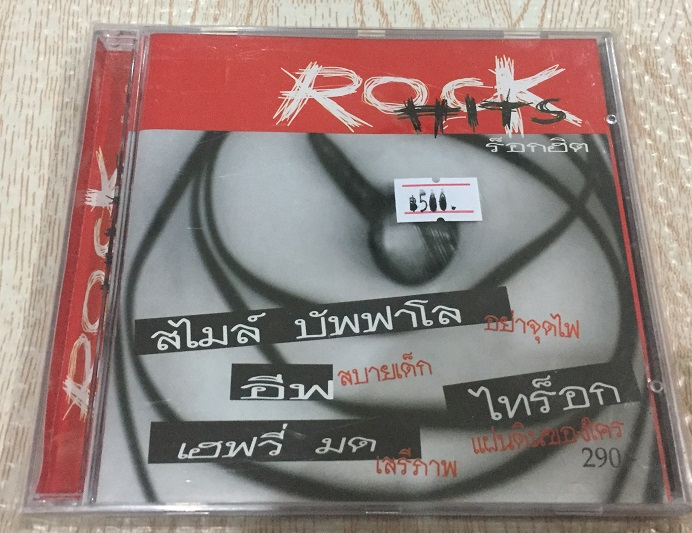 ROCK
HITS
ร็อกฮิต
฿500.
ROCK
สไมล์ บัพฟาโล
อย่าจุดไฟ
อีฟ
สบายเด็ก
ไทร็อก
แผ่นดินของใคร
เฮฟวี่ มด
เสรีภาพ
290